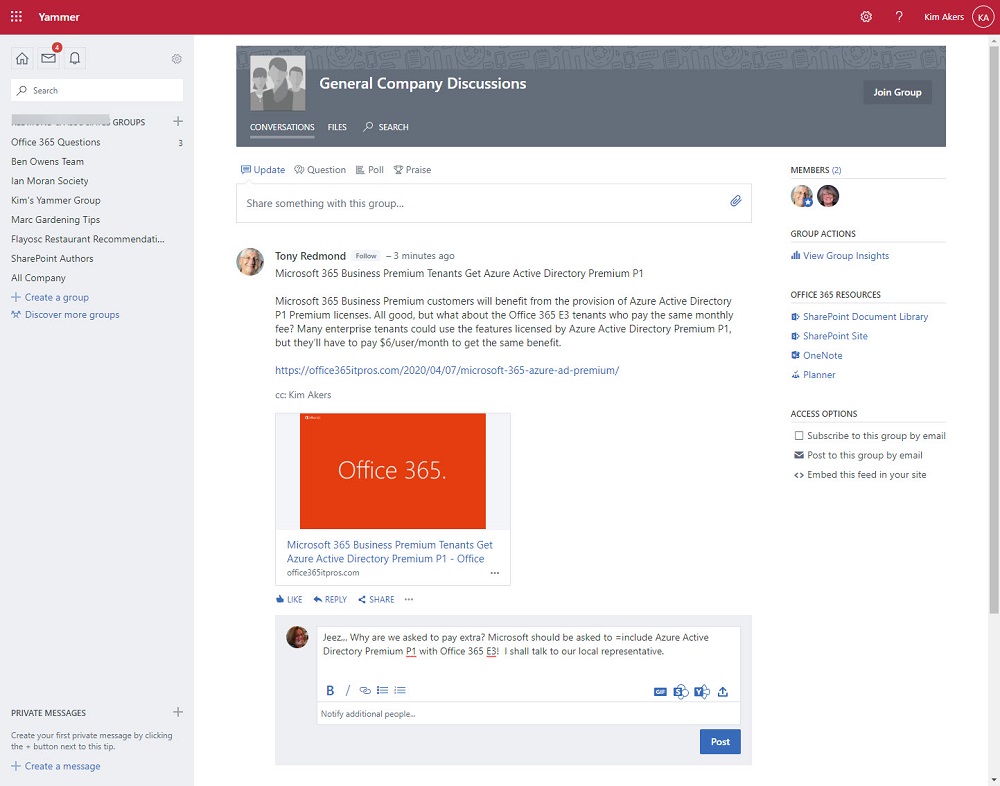 Yammer
?
Kim Akers
KA
4
Search
GROUPS
Office 365 Questions 3
Ben Owens Team
Ian Moran Society
Kim's Yammer Group
Marc Gardening Tips
Flayosc Restaurant Recommendati...
SharePoint Authors
All Company
Create a group
Discover more groups
PRIVATE MESSAGES
Create your first private message by clicking
the + button next to this tip.
Create a message
General Company Discussions
Join Group
CONVERSATIONS FILES SEARCH
Update Question Poll Praise
Share something with this group...
Tony Redmond Follow – 3 minutes ago
Microsoft 365 Business Premium Tenants Get Azure Active Directory Premium P1
Microsoft 365 Business Premium customers will benefit from the provision of Azure Active Directory
P1 Premium licenses. All good, but what about the Office 365 E3 tenants who pay the same monthly
fee? Many enterprise tenants could use the features licensed by Azure Active Directory Premium P1,
but they'll have to pay $6/user/month to get the same benefit.
https://office365itpros.com/2020/04/07/microsoft-365-azure-ad-premium/
cc: Kim Akers
Office 365.
Microsoft 365 Business Premium Tenants Get
Azure Active Directory Premium P1 - Office
office365itpros.com ...
LIKE REPLY SHARE ...
Jeez... Why are we asked to pay extra? Microsoft should be asked to =include Azure Active
Directory Premium P1 with Office 365 E3! I shall talk to our local representative.
B I GIF S Y
Notify additional people...
Post
MEMBERS (2)
GROUP ACTIONS
View Group Insights
OFFICE 365 RESOURCES
SharePoint Document Library
SharePoint Site
OneNote
Planner
ACCESS OPTIONS
Subscribe to this group by email
Post to this group by email
Embed this feed in your site